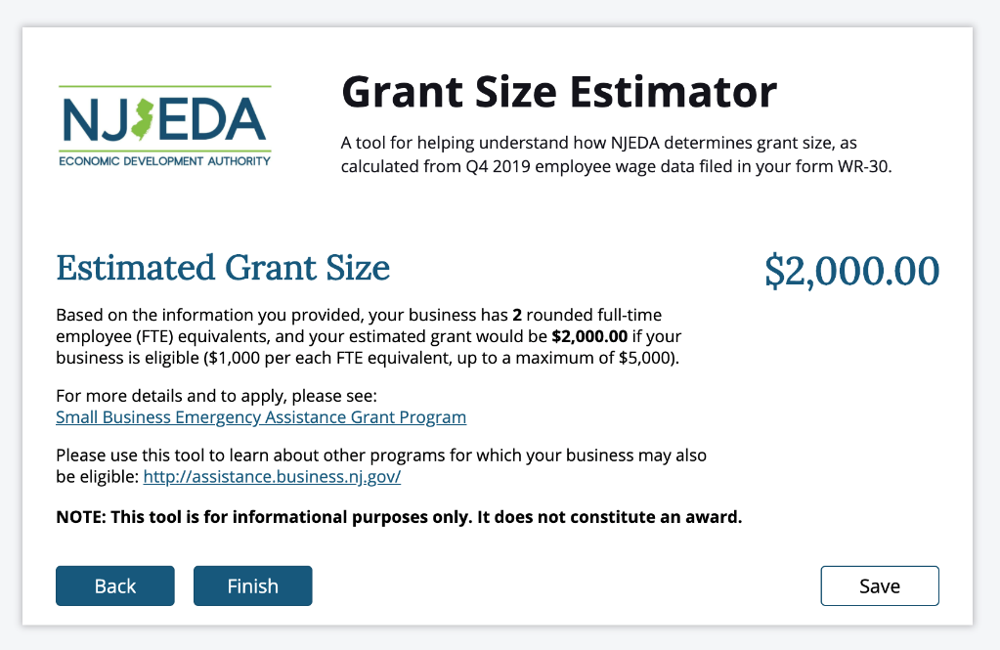 NJEDA
ECONOMIC DEVELOPMENT AUTHORITY
Grant Size Estimator
A tool for helping understand how NJEDA determines grant size, as
calculated from Q4 2019 employee wage data filed in your form WR-30.
Estimated Grant Size
$2,000.00
Based on the information you provided, your business has 2 rounded full-time
employee (FTE) equivalents, and your estimated grant would be $2,000.00 if your
business is eligible ($1,000 per each FTE equivalent, up to a maximum of $5,000).
For more details and to apply, please see:
Small Business Emergency Assistance Grant Program
Please use this tool to learn about other programs for which your business may also
be eligible: http://assistance.business.nj.gov/
NOTE: This tool is for informational purposes only. It does not constitute an award.
Back
Finish
Save